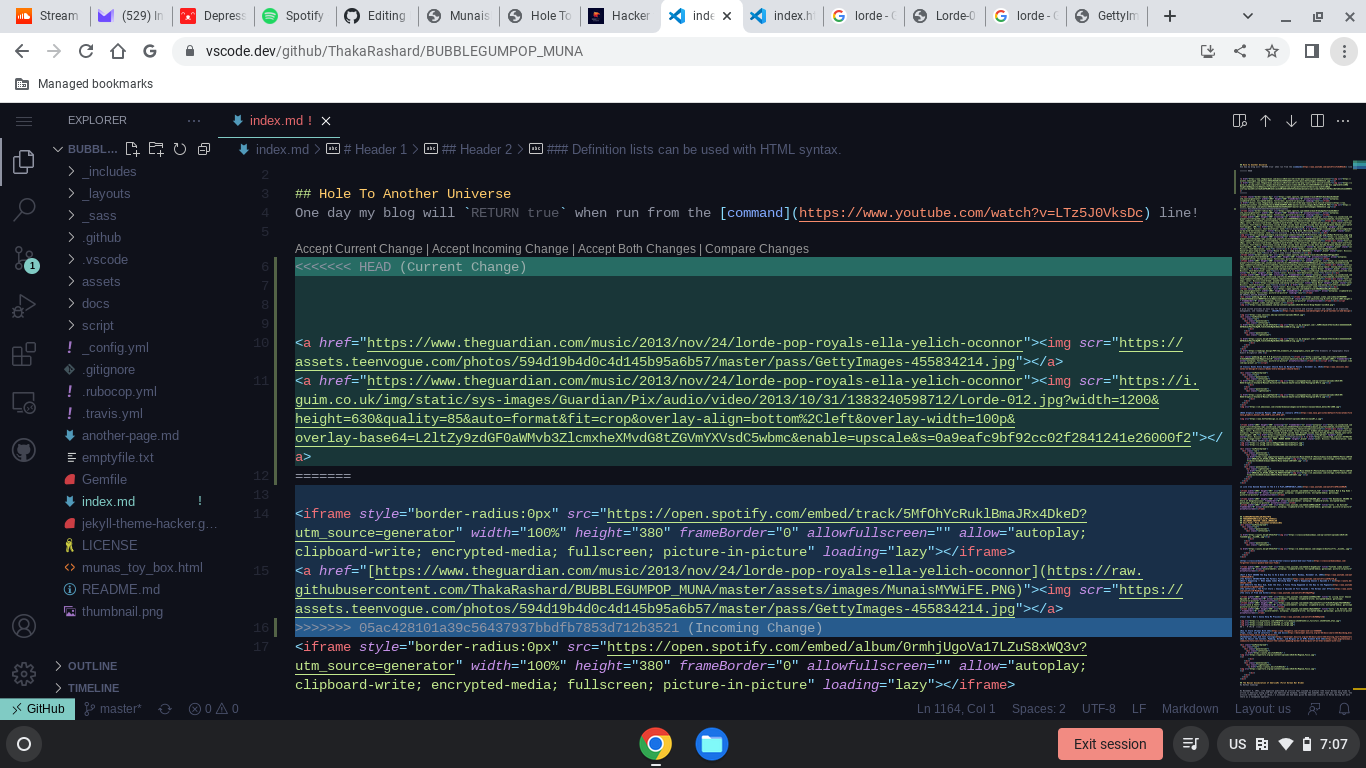 Stream
(529) In
Depress
Spotify
Editing
Munais
Hole To
Hacker
inde
index.h
lorde - G
Lorde-0
lorde - G
GettyIm
vscode.dev/github/ThakaRashard/BUBBLEGUMPOP_MUNA
Managed bookmarks
EXPLORER
index.md !
BUBBL...
index.md > # Header 1 > ## Header 2 > ### Definition lists can be used with HTML syntax.
_includes
_layouts
_sass
.github
.vscode
assets
docs
script
_config.yml
.gitignore
.rubocop.yml
.travis.yml
another-page.md
emptyfile.txt
Gemfile
index.md !
jekyll-theme-hacker.g...
LICENSE
munas_toy_box.html
README.md
thumbnail.png
OUTLINE
TIMELINE
1
2
3 ## Hole To Another Universe
4 One day my blog will `RETURN true` when run from the [command](https://www.youtube.com/watch?v=LTz5J0VksDc) line!
5
Accept Current Change | Accept Incoming Change | Accept Both Changes | Compare Changes
6 <<<<<<< HEAD (Current Change)
7
8
9
10 <a href="https://www.theguardian.com/music/2013/nov/24/lorde-pop-royals-ella-yelich-oconnor"><img scr="https://
assets.teenvogue.com/photos/594d19b4d0c4d145b95a6b57/master/pass/GettyImages-455834214.jpg"></a>
11 <a href="https://www.theguardian.com/music/2013/nov/24/lorde-pop-royals-ella-yelich-oconnor"><img scr="https://i.
guim.co.uk/img/static/sys-images/Guardian/Pix/audio/video/2013/10/31/1383240598712/Lorde-012.jpg?width=1200&
height=630&quality=85&auto=format&fit=crop&overlay-align=bottom%2Cleft&overlay-width=100p&
overlay-base64=L2ltZy9zdGF0aWMvb3ZlcmxheXMvdG8tZGVmYXVsdC5wbmc&enable=upscale&s=0a9eafc9bf92cc02f2841241e26000f2"></
a>
12 =======
13
14 <iframe style="border-radius:0px" src="https://open.spotify.com/embed/track/5MfOhYcRuklBmaJRx4DkeD?
utm_source=generator" width="100%" height="380" frameBorder="0" allowfullscreen="" allow="autoplay;
clipboard-write; encrypted-media; fullscreen; picture-in-picture" loading="lazy"></iframe>
15 <a href="[https://www.theguardian.com/music/2013/nov/24/lorde-pop-royals-ella-yelich-oconnor](https://raw.
githubusercontent.com/ThakaRashard/BUBBLEGUMPOP_MUNA/master/assets/images/MunaisMYWiFE.PNG) "><img scr="https://
assets.teenvogue.com/photos/594d19b4d0c4d145b95a6b57/master/pass/GettyImages-455834214.jpg"></a>
16 (Incoming Change)
17 <iframe style="border-radius:0px" src="https://open.spotify.com/embed/album/0rmhjUgoVa17LZuS8xWQ3v?
utm_source=generator" width="100%" height="380" frameBorder="0" allowfullscreen="" allow="autoplay;
clipboard-write; encrypted-media; fullscreen; picture-in-picture" loading="lazy"></iframe>
GitHub
master*
0
0
Ln 1164, Col 1
Spaces: 2
UTF-8
LF
Markdown
Layout: us
Exit session
US
7:07